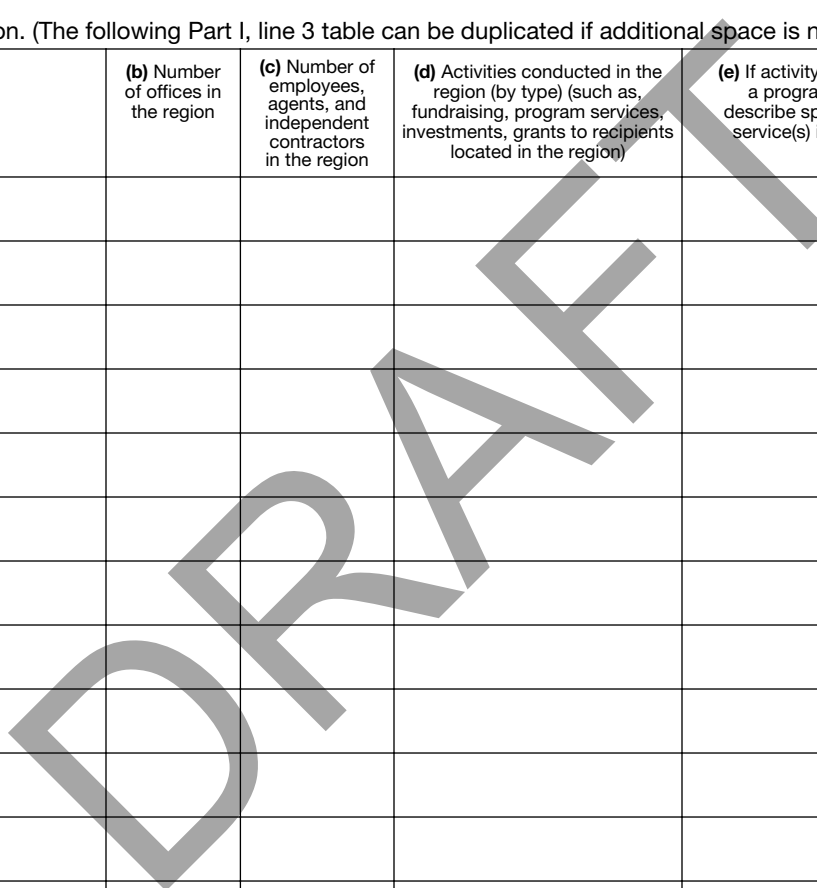 on. (The following Part I, line 3 table can be duplicated if additional space is
(b) Number
of offices in
the region
(c) Number of
employees,
agents, and
independent
contractors
in the region
(d) Activities conducted in the
region (by type) (such as,
fundraising, program services,
investments, grants to recipients
located in the region)
(e) If activity
a
describe
service(s)
DRAFT